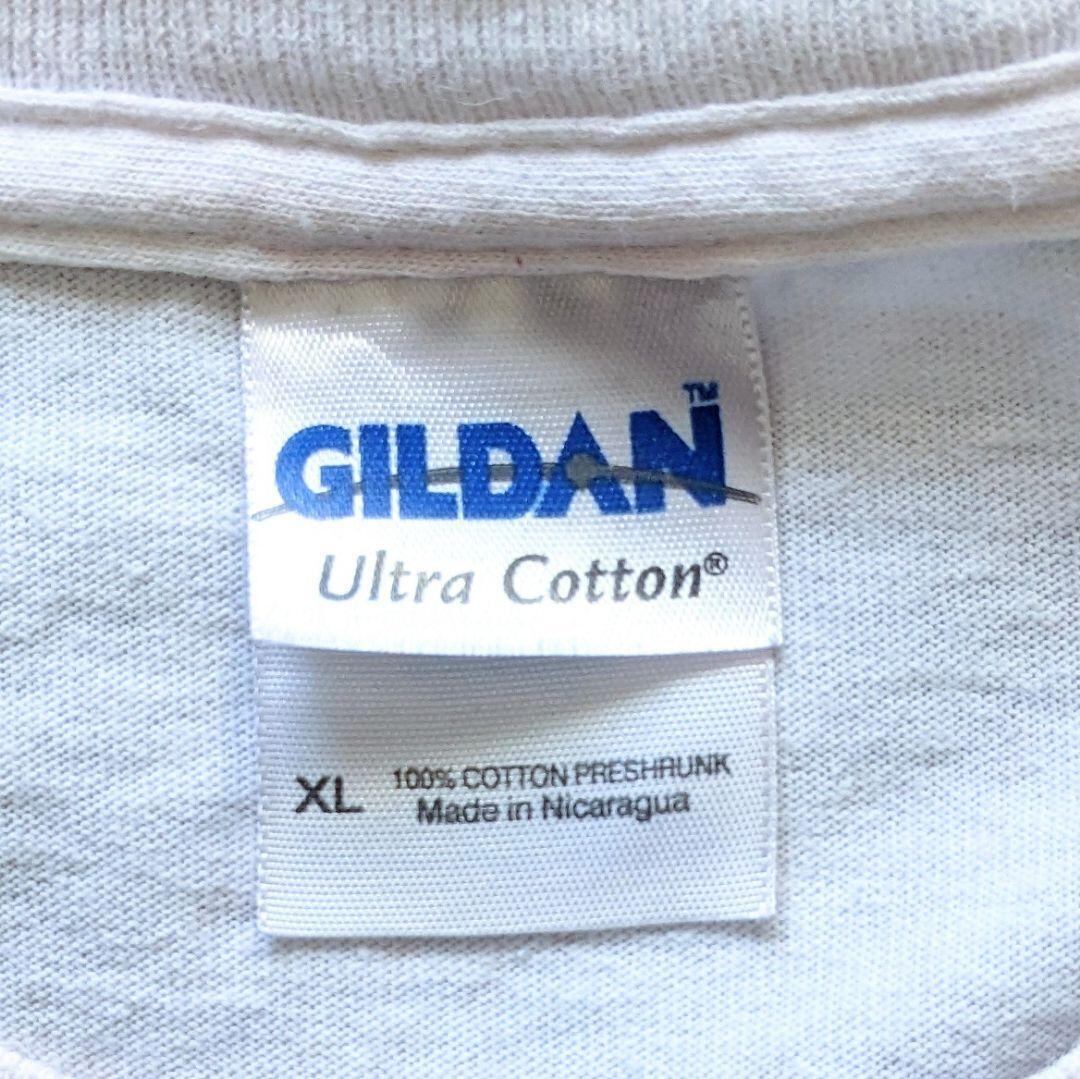 GILDAN™
Ultra Cotton®
XL
100% COTTON PRESHRUNK
Made in Nicaragua